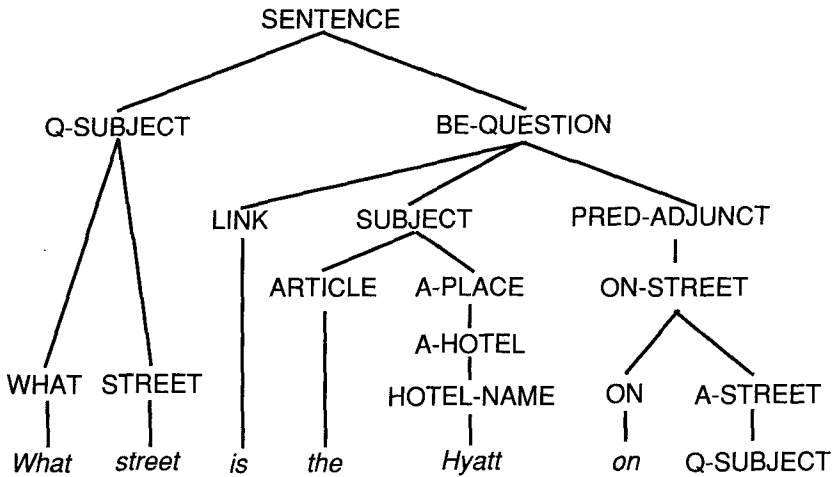 SENTENCE
Q-SUBJECT BE-QUESTION
LINK SUBJECT PRED-ADJUNCT
ARTICLE A-PLACE ON-STREET
A-HOTEL
WHAT STREET HOTEL-NAME ON A-STREET
What street is the Hyatt on Q-SUBJECT